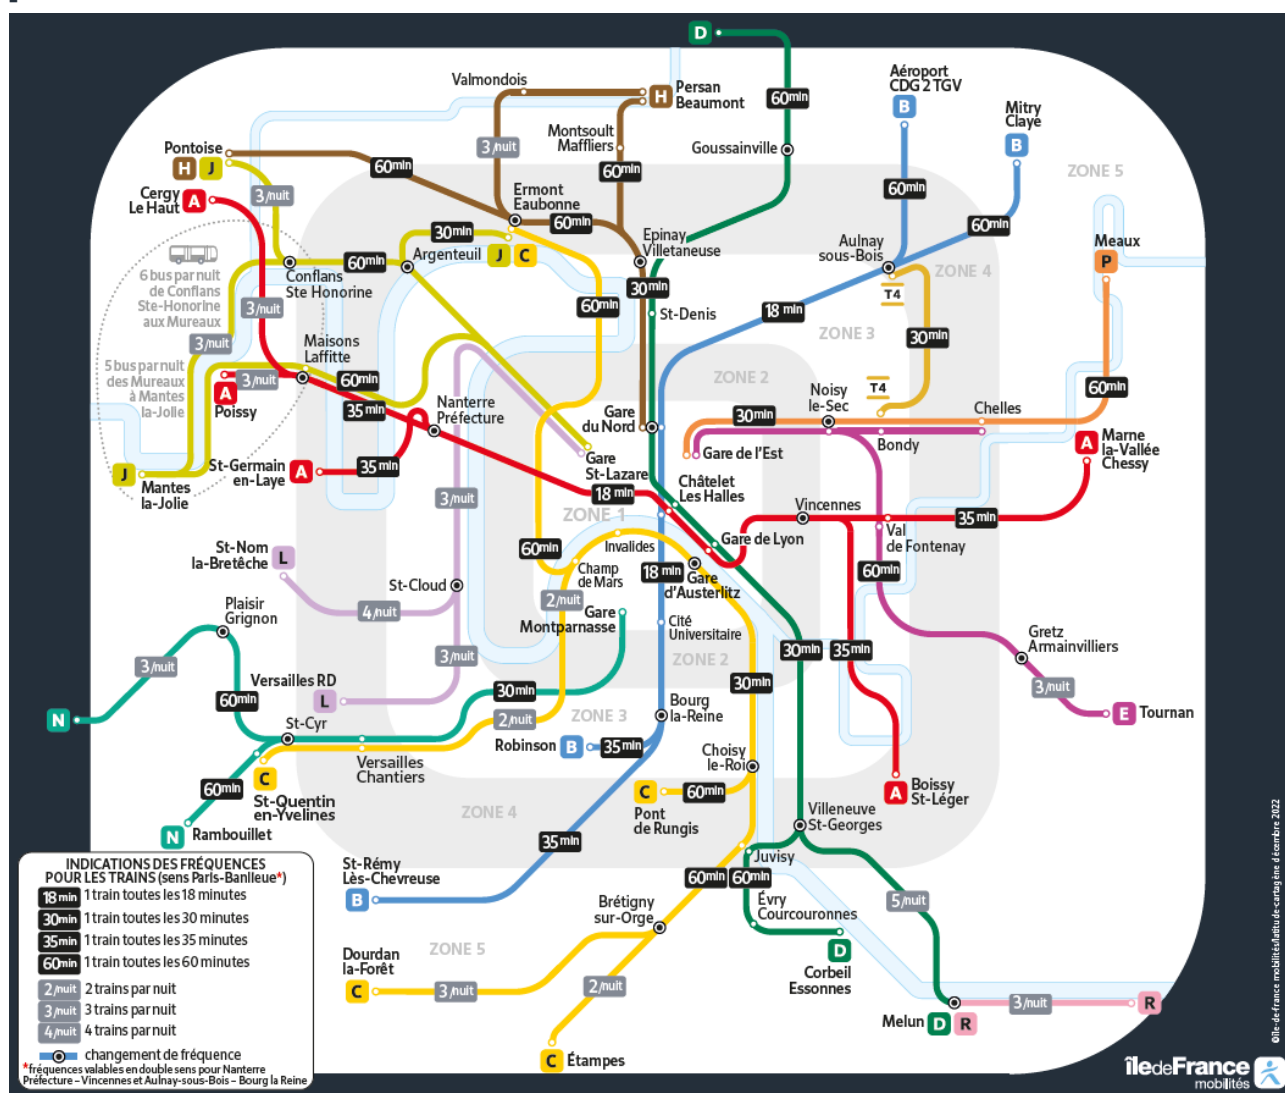 D
Valmondois
H
Persan
Beaumont
Aéroport
CDG 2 TGV
B
Mitry
Claye
B
60min
Montsoult
Maffliers
3/nuit
Goussainville
Pontoise
H J
60min
60min
ZONE 5
Cergy
Le Haut
A
3/nuit
Ermont
Eaubonne
60min
60min
60min
30min
Argenteuil
J C
Epinay
Villetaneuse
Aulnay
sous-Bois
Meaux
P
6 bus par nuit
de Conflans
Ste-Honorine
aux Mureaux
Conflans
Ste Honorine
60min
30min
ZONE 4
T4
3/nuit
60min
St-Denis
18 min
ZONE 3
30min
3/nuit
Maisons
Laffitte
5 bus par nuit
des Mureaux
à Mantes
la-Jolie
3/nuit
A
Poissy
60min
35min
ZONE 2
T4
60min
Nanterre
Préfecture
Gare
du Nord
30min
Noisy
le-Sec
Chelles
Gare de l'Est
Bondy
A
Marne
la-Vallée
Chessy
J
Mantes
la-Jolie
St-Germain
en-Laye
A
35min
Gare
St-Lazare
18 min
Châtelet
Les Halles
3/nuit
ZONE 1
Vincennes
35min
Val
de Fontenay
Gare de Lyon
St-Nom
la-Bretêche
L
60min
Invalides
Champ
de Mars
18min
Gare
d'Austerlitz
60min
St-Cloud
2/nuit
Plaisir
Grignon
4/nuit
Gare
Montparnasse
Cité
Universitaire
Gretz
Armainvilliers
3/nuit
3/nuit
ZONE 2
30min
35min
Versailles RD
L
30min
30min
3/nuit
60min
N
St-Cyr
2/nuit
ZONE 3
Bourg
la-Reine
E
Tournan
Robinson
B
35min
Versailles
Chantiers
Choisy
le-Roi
C
St-Quentin
en-Yvelines
60min
C
60min
Pont
de Rungis
A
Boissy
St-Léger
N
Rambouillet
ZONE 4
Villeneuve
St-Georges
35min
Juvisy
St-Rémy
Lès-Chevreuse
B
60min
60min
5/nuit
Brétigny
sur-Orge
Évry
Courcouronnes
ZONE 5
D
Corbeil
Essonnes
Dourdan
la-Forêt
C
3/nuit
2/nuit
3/nuit
R
Melun D R
C
Étampes
INDICATIONS DES FRÉQUENCES
POUR LES TRAINS (sens Paris-Banlieue*)
18 min 1 train toutes les 18 minutes
30min 1 train toutes les 30 minutes
35min 1 train toutes les 35 minutes
60min 1 train toutes les 60 minutes
2/nuit 2 trains par nuit
3/nuit 3 trains par nuit
4/nuit 4 trains par nuit
changement de fréquence
*fréquences valables en double sens pour Nanterre
Préfecture – Vincennes et Aulnay-sous-Bois – Bourg la Reine
©île-de-france mobilités/latitude-cartagène décembre 2022
îledeFrance
mobilités